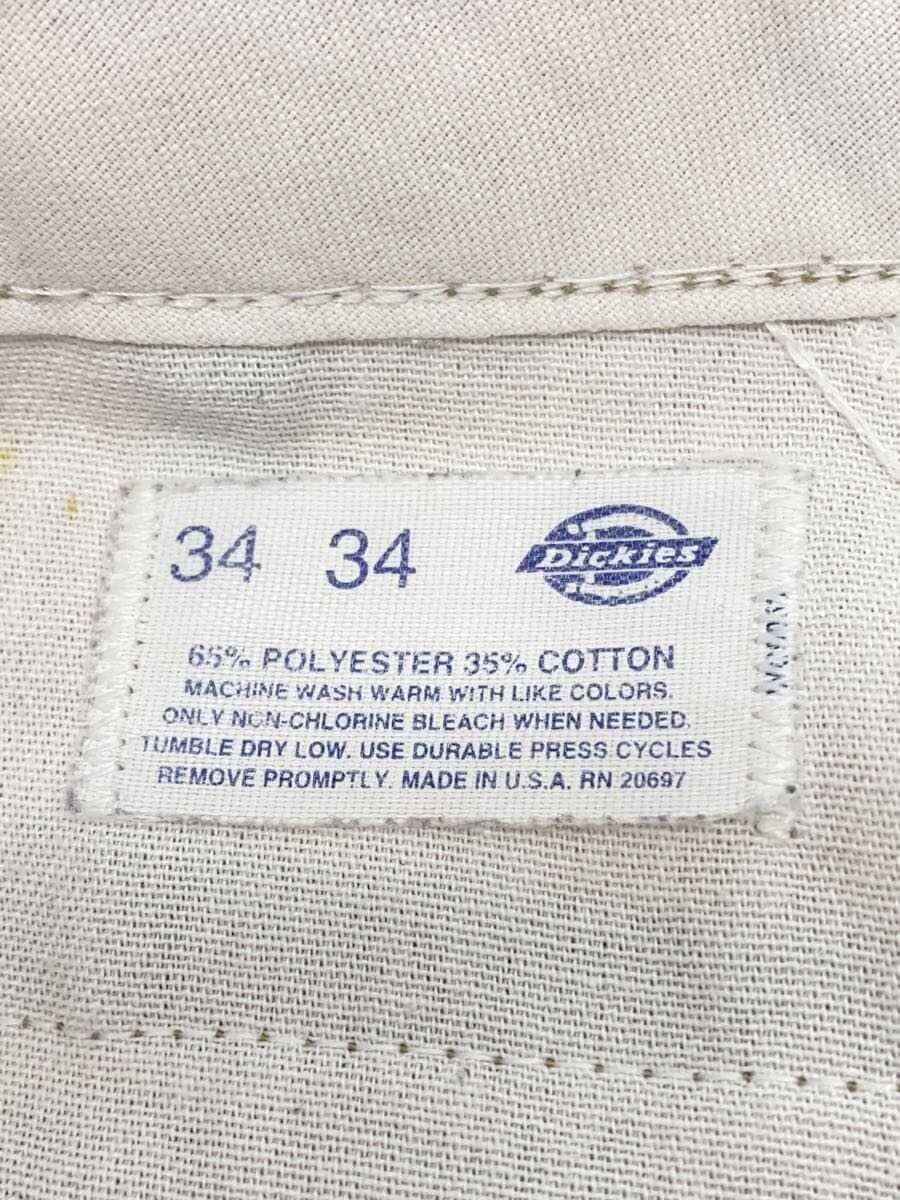 34 34 Dickies
65% POLYESTER 35% COTTON
MACHINE WASH WARM WITH LIKE COLORS.
ONLY NON-CHLORINE BLEACH WHEN NEEDED.
TUMBLE DRY LOW. USE DURABLE PRESS CYCLES
REMOVE PROMPTLY. MADE IN U.S.A. RN 20697